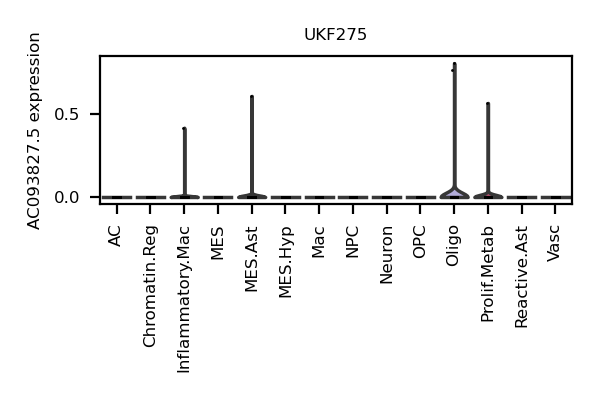 UKF275
AC093827.5 expression
0.5
0.0
AC
Chromatin.Reg
Inflammatory.Mac
MES
MES.Ast
MES.Hyp
Mac
NPC
Neuron
OPC
Oligo
Prolif.Metab
Reactive.Ast
Vasc